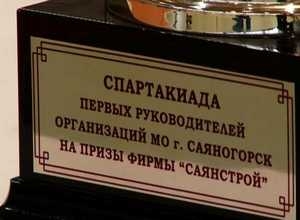 СПАРТАКИАДА
ПЕРВЫХ РУКОВОДИТЕЛЕЙ
ОРГАНИЗАЦИЙ МО г. САЯНОГОРСК
НА ПРИЗЫ ФИРМЫ "САЯНСТРОЙ"